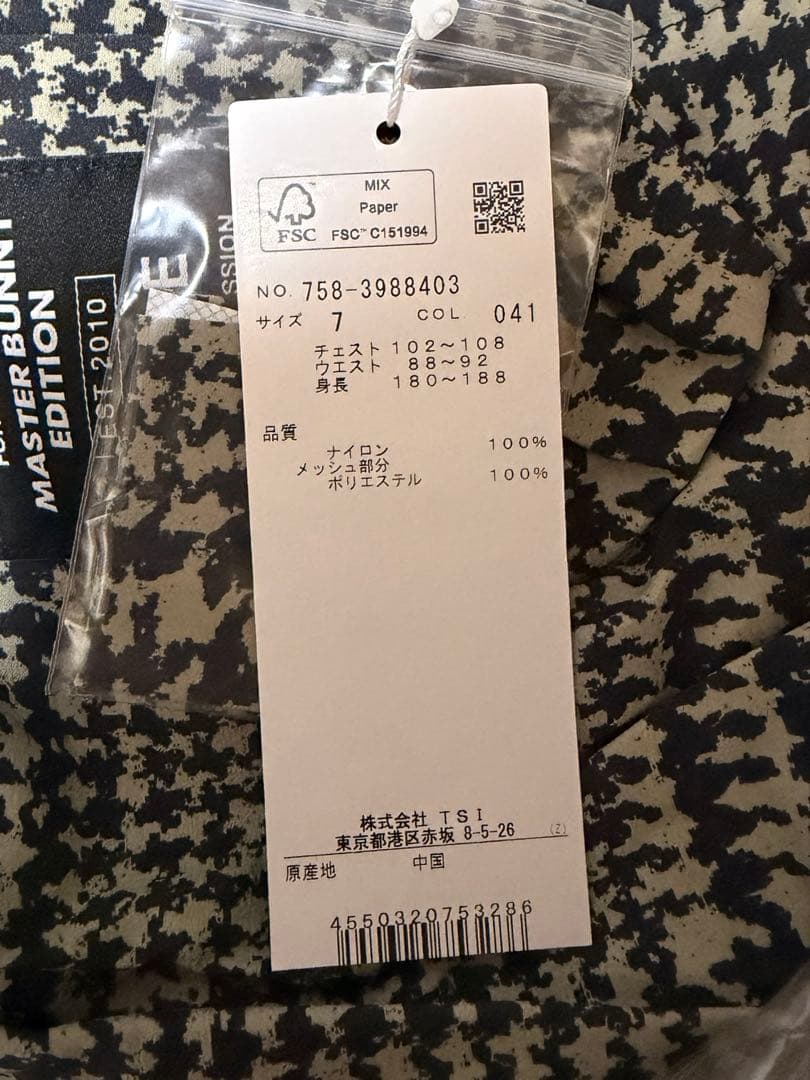 MIX
Paper
FSC
FSC™ C151994
NO. 758-3988403
サイズ 7 COL. 041
チェスト 102～108
ウエスト 88～92
身長 180～188
品質
ナイロン 100%
メッシュ部分
ポリエステル 100%
株式会社 TSI
東京都港区赤坂 8-5-26 (Z)
原産地 中国
4550320753286
MASTER BUNNY
EDITION
EST 2010
E
SSION